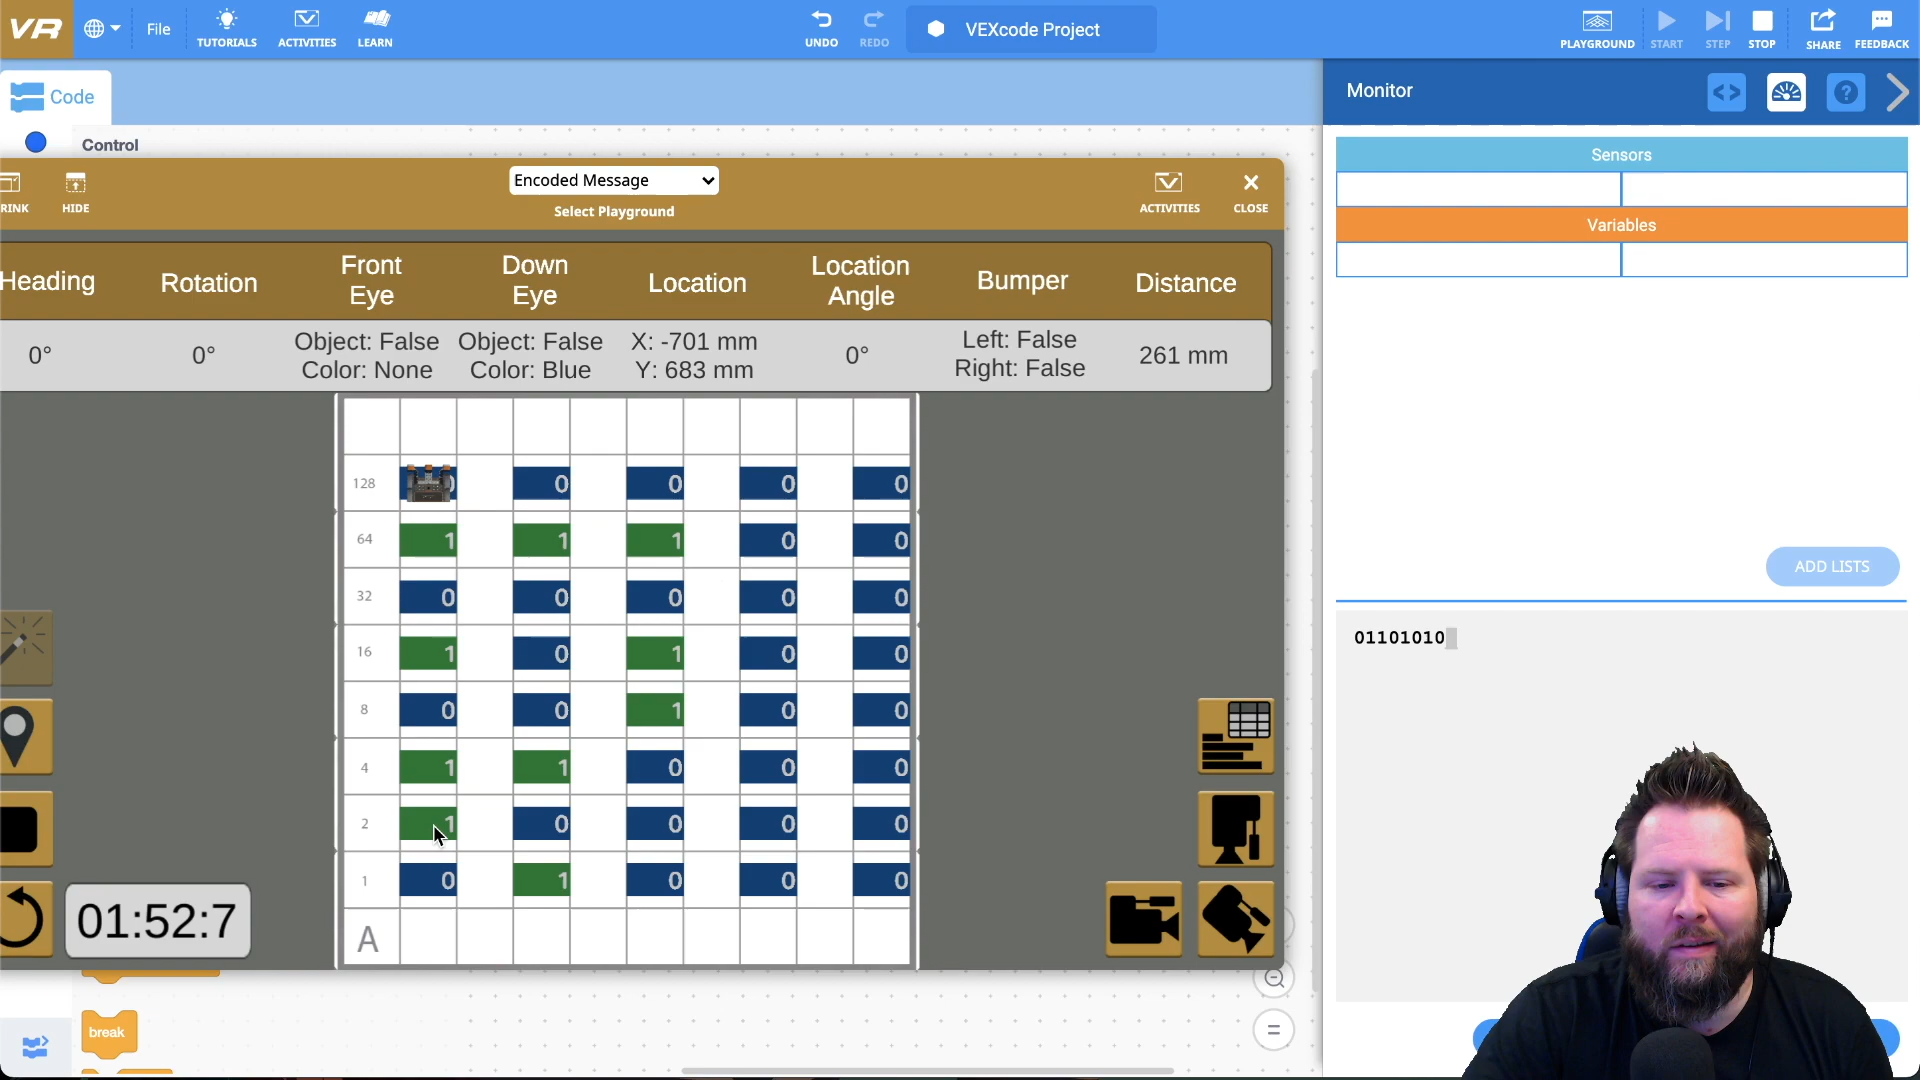 VR File TUTORIALS ACTIVITIES LEARN UNDO REDO VEXcode Project PLAYGROUND START STEP STOP SHARE FEEDBACK
Code
Control
Monitor
Sensors
Variables
ADD LISTS
01101010
RINK HIDE Encoded Message ACTIVITIES CLOSE
Select Playground
Heading Rotation Front Eye Down Eye Location Location Angle Bumper Distance
0° 0° Object: False Object: False X: -701 mm 0° Left: False 261 mm
Color: None Color: Blue Y: 683 mm Right: False
128 0 0 0 0
64 1 1 1 0 0
32 0 0 0 0 0
16 1 0 1 0 0
8 0 0 1 0 0
4 1 1 0 0 0
2 1 0 0 0 0
1 0 1 0 0 0
A
01:52:7
break